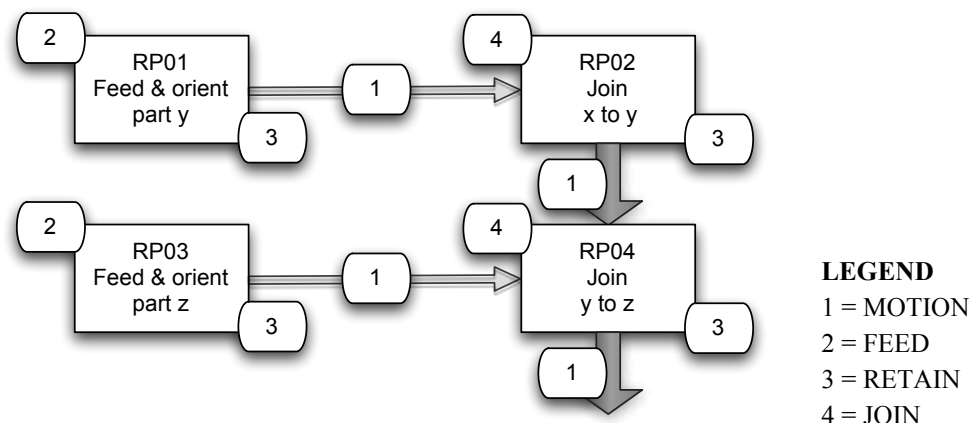 2
RP01
Feed & orient
part y
3
1
4
RP02
Join
x to y
3
1
2
RP03
Feed & orient
part z
3
1
4
RP04
Join
y to z
3
1
LEGEND
1 = MOTION
2 = FEED
3 = RETAIN
4 = JOIN